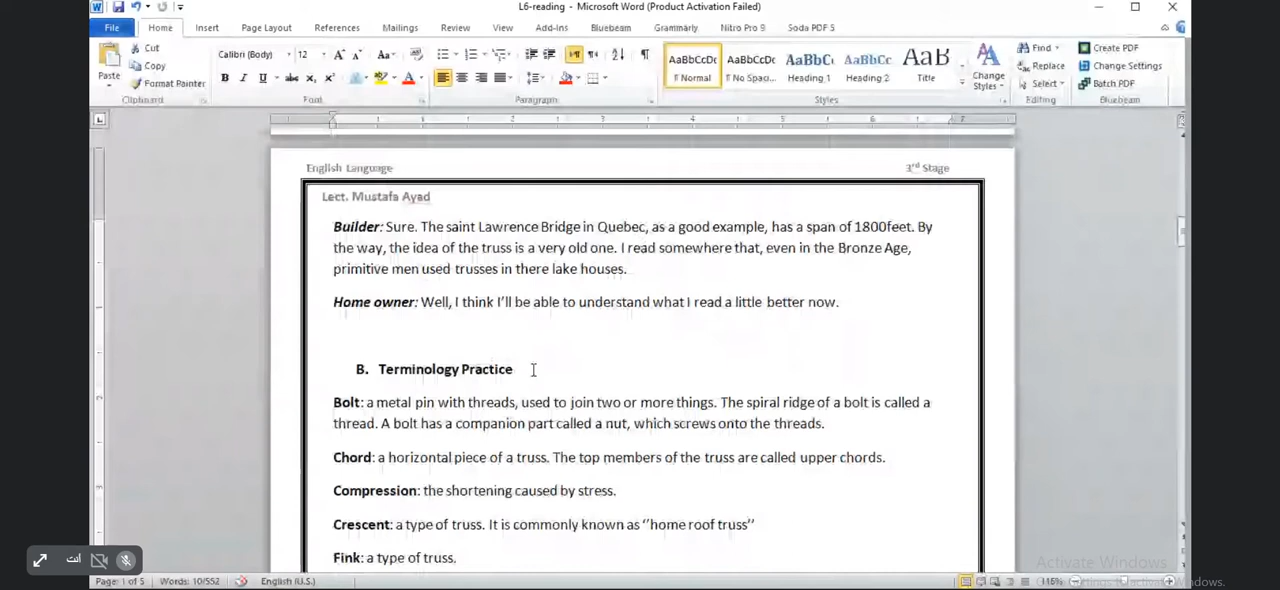 L6-reading - Microsoft Word (Product Activation Failed)
File Home Insert Page Layout References Mailings Review View Add-Ins Bluebeam Grammarly Nitro Pro 9 Soda PDF 5
Cut
Copy
Format Painter
Paste
Clipboard
Calibri (Body) 12
Font
Paragraph
AaBbCcDc AaBbCcDc AaBbC AaBbCc AaB
¶ Normal ¶ No Spaci... Heading 1 Heading 2 Title
Change
Styles
Styles
Find
Replace
Select
Editing
Create PDF
Change Settings
Batch PDF
Bluebeam
English Language 3rd Stage
Lect. Mustafa Ayad
Builder: Sure. The saint Lawrence Bridge in Quebec, as a good example, has a span of 1800feet. By
the way, the idea of the truss is a very old one. I read somewhere that, even in the Bronze Age,
primitive men used trusses in there lake houses.
Home owner: Well, I think I'll be able to understand what I read a little better now.
B. Terminology Practice
Bolt: a metal pin with threads, used to join two or more things. The spiral ridge of a bolt is called a
thread. A bolt has a companion part called a nut, which screws onto the threads.
Chord: a horizontal piece of a truss. The top members of the truss are called upper chords.
Compression: the shortening caused by stress.
Crescent: a type of truss. It is commonly known as ''home roof truss''
Fink: a type of truss.
انت
Activate Windows
Page: 1 of 5 Words: 10/552 English (U.S.) 116%